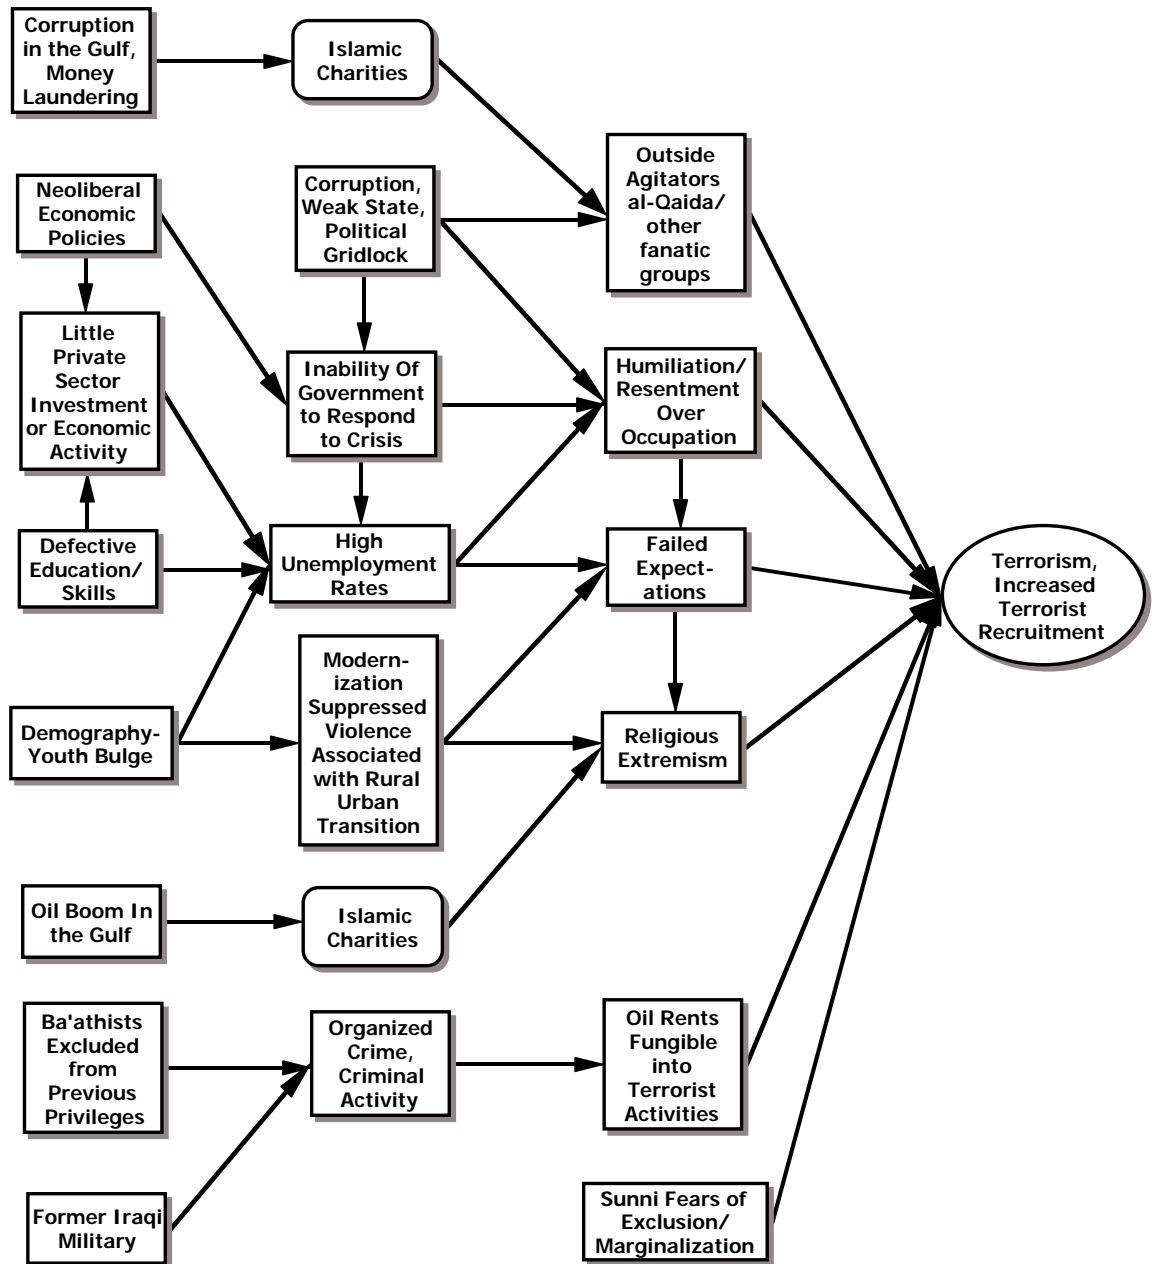 Corruption
in the Gulf,
Money
Laundering
Islamic
Charities
Outside
Agitators
al-Qaida/
other
fanatic
groups
Neoliberal
Economic
Policies
Corruption,
Weak State,
Political
Gridlock
Little
Private
Sector
Investment
or Economic
Activity
Inability Of
Government
to Respond
to Crisis
Humiliation/
Resentment
Over
Occupation
Defective
Education/
Skills
High
Unemployment
Rates
Failed
Expect-
ations
Terrorism,
Increased
Terrorist
Recruitment
Demography-
Youth Bulge
Modern-
ization
Suppressed
Violence
Associated
with Rural
Urban
Transition
Religious
Extremism
Oil Boom In
the Gulf
Islamic
Charities
Ba'athists
Excluded
from
Previous
Privileges
Organized
Crime,
Criminal
Activity
Oil Rents
Fungible
into
Terrorist
Activities
Former Iraqi
Military
Sunni Fears of
Exclusion/
Marginalization